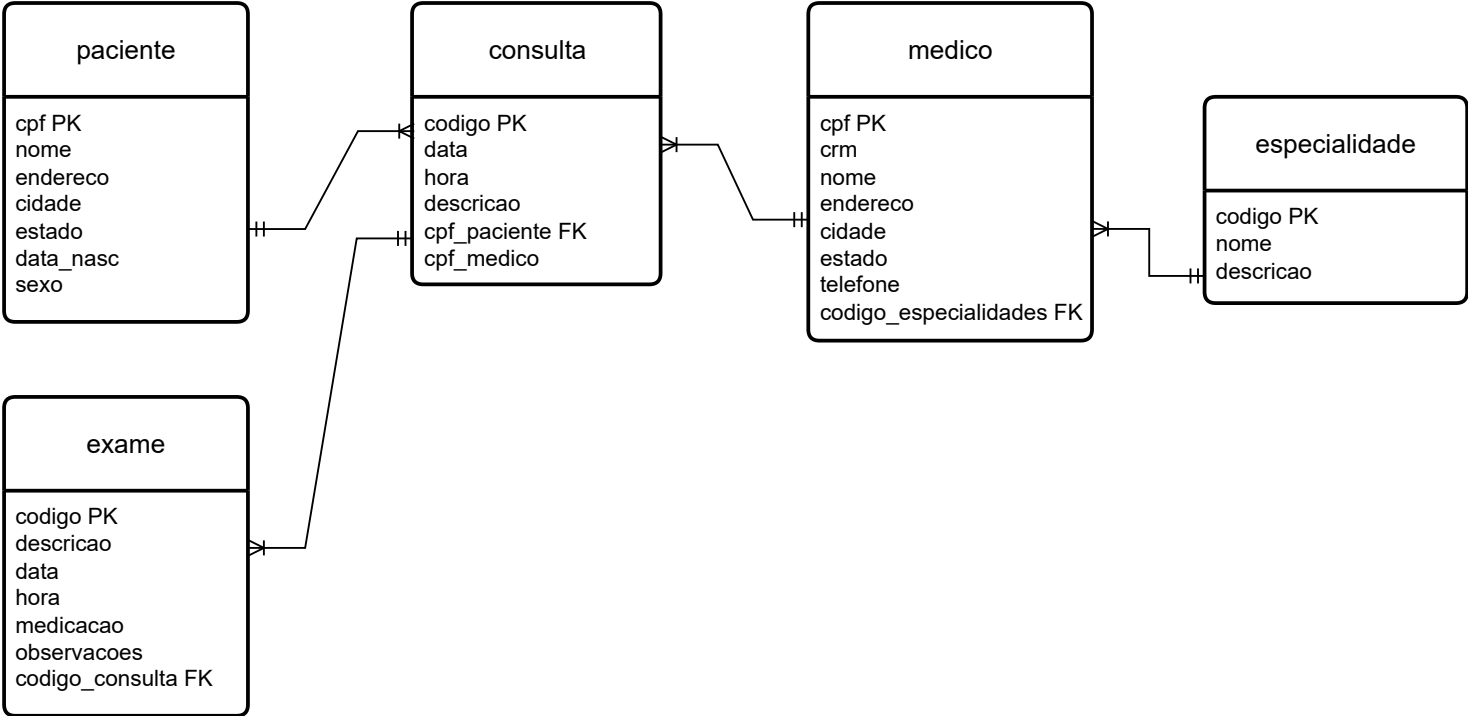 paciente
cpf PK
nome
endereco
cidade
estado
data_nasc
sexo
consulta
codigo PK
data
hora
descricao
cpf_paciente FK
cpf_medico
medico
cpf PK
crm
nome
endereco
cidade
estado
telefone
codigo_especialidades FK
especialidade
codigo PK
nome
descricao
exame
codigo PK
descricao
data
hora
medicacao
observacoes
codigo_consulta FK